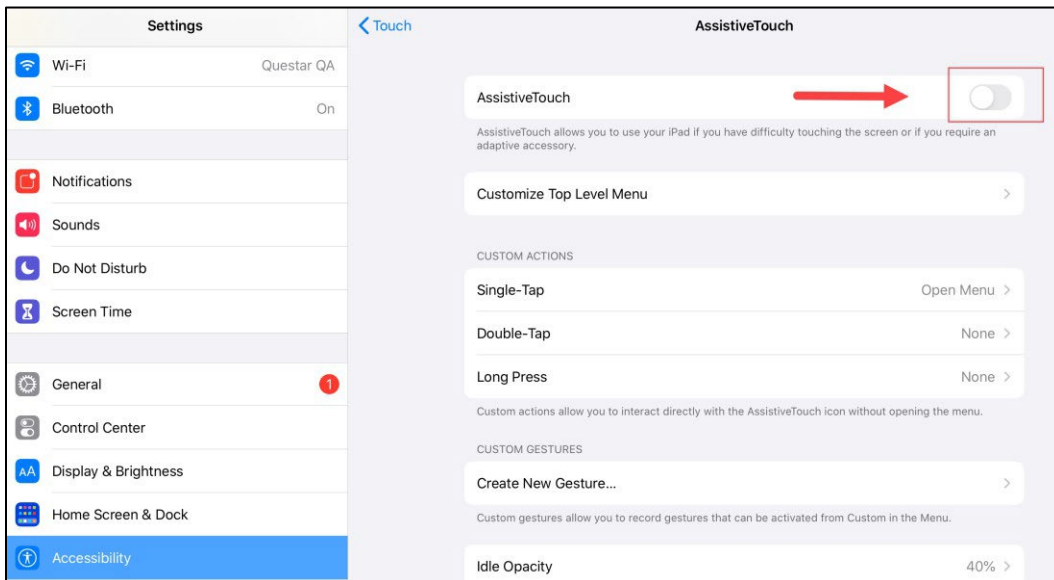 Settings
Wi-Fi Questar QA
Bluetooth On
Notifications
Sounds
Do Not Disturb
Screen Time
General 1
Control Center
AA Display & Brightness
Home Screen & Dock
Accessibility
Touch AssistiveTouch
AssistiveTouch
AssistiveTouch allows you to use your iPad if you have difficulty touching the screen or if you require an
adaptive accessory.
Customize Top Level Menu
CUSTOM ACTIONS
Single-Tap Open Menu
Double-Tap None
Long Press None
Custom actions allow you to interact directly with the AssistiveTouch icon without opening the menu.
CUSTOM GESTURES
Create New Gesture...
Custom gestures allow you to record gestures that can be activated from Custom in the Menu.
Idle Opacity 40%